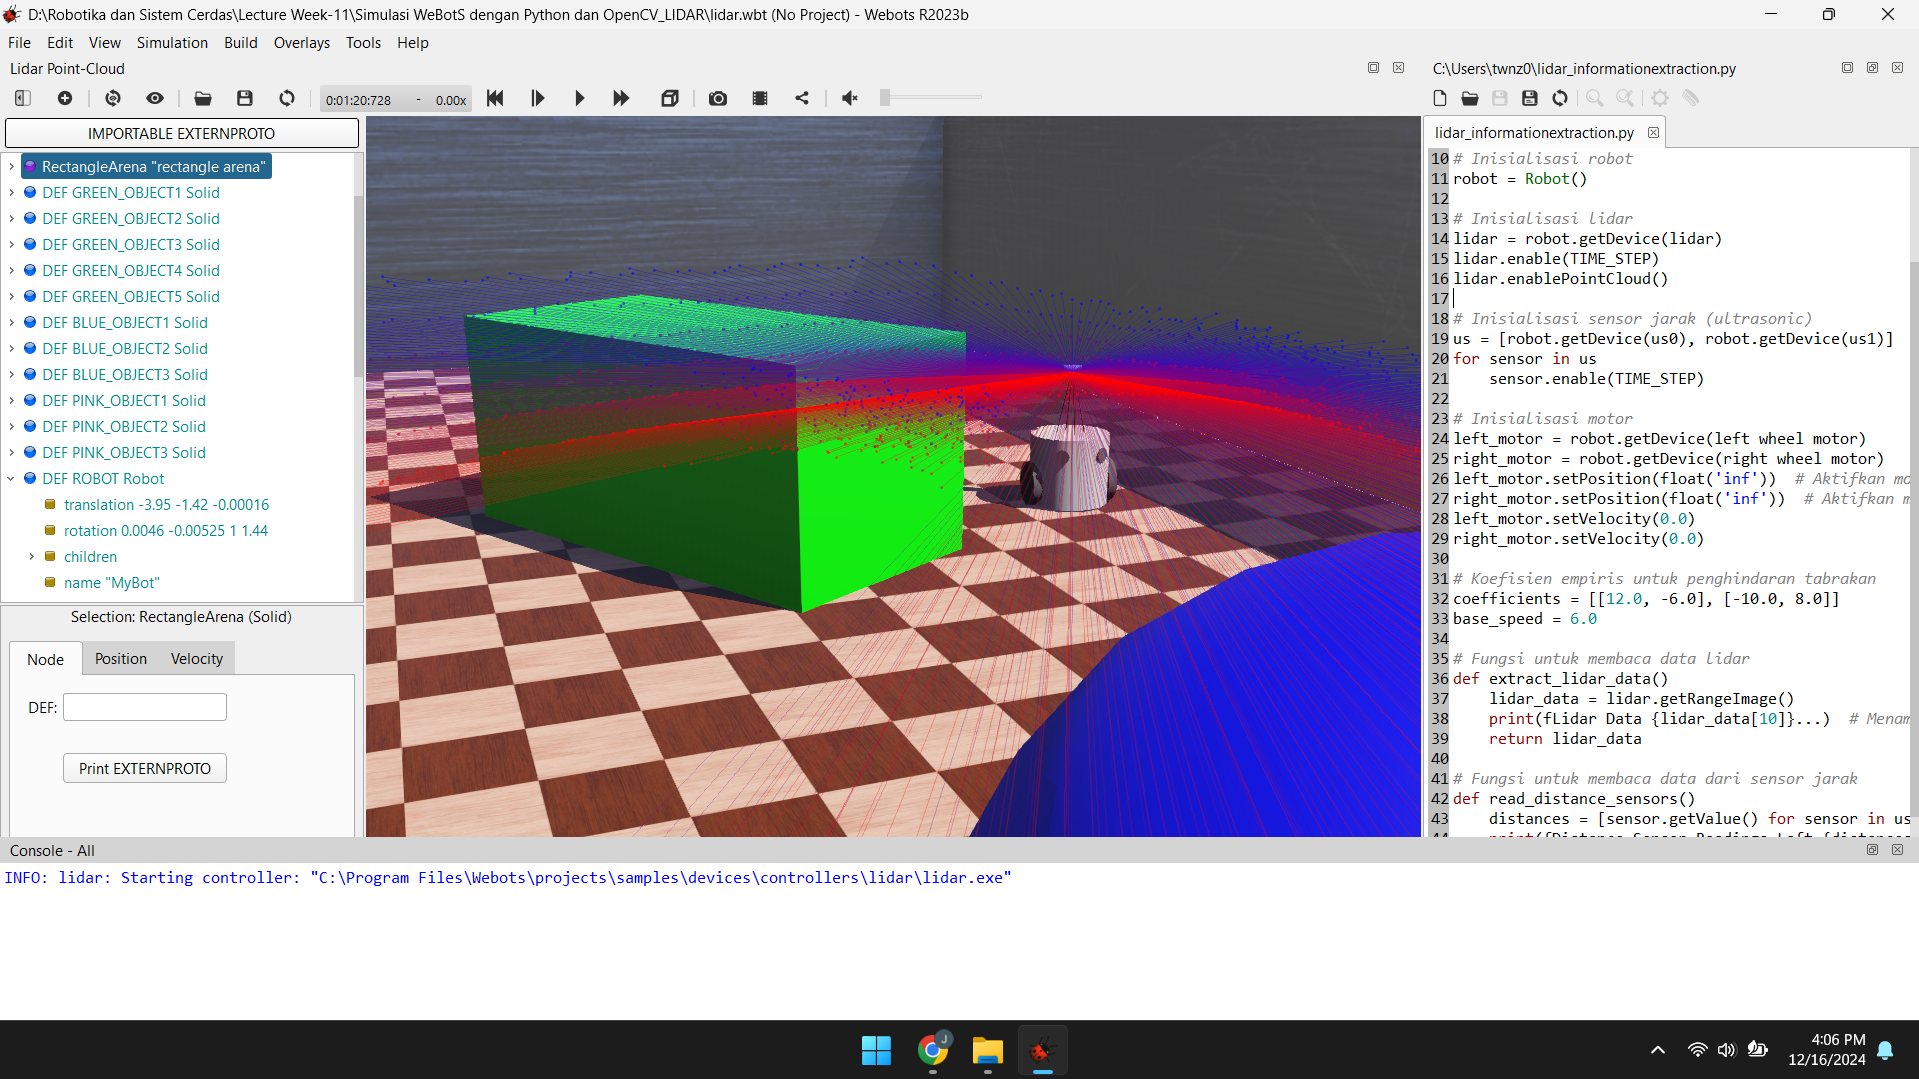 D:\Robotika dan Sistem Cerdas\Lecture Week-11\Simulasi WeBotS dengan Python dan OpenCV_LIDAR\lidar.wbt (No Project) - Webots R2023b
File Edit View Simulation Build Overlays Tools Help
Lidar Point-Cloud
0:01:20:728 - 0.00x
IMPORTABLE EXTERNPROTO
RectangleArena "rectangle arena"
DEF GREEN_OBJECT1 Solid
DEF GREEN_OBJECT2 Solid
DEF GREEN_OBJECT3 Solid
DEF GREEN_OBJECT4 Solid
DEF GREEN_OBJECT5 Solid
DEF BLUE_OBJECT1 Solid
DEF BLUE_OBJECT2 Solid
DEF BLUE_OBJECT3 Solid
DEF PINK_OBJECT1 Solid
DEF PINK_OBJECT2 Solid
DEF PINK_OBJECT3 Solid
DEF ROBOT Robot
translation -3.95 -1.42 -0.00016
rotation 0.0046 -0.00525 1 1.44
children
name "MyBot"
Selection: RectangleArena (Solid)
Node Position Velocity
DEF:
Print EXTERNPROTO
C:\Users\twnz0\lidar_informationextraction.py
lidar_informationextraction.py
10 # Inisialisasi robot
11 robot = Robot()
12
13 # Inisialisasi lidar
14 lidar = robot.getDevice(lidar)
15 lidar.enable(TIME_STEP)
16 lidar.enablePointCloud()
17
18 # Inisialisasi sensor jarak (ultrasonic)
19 us = [robot.getDevice(us0), robot.getDevice(us1)]
20 for sensor in us
21 sensor.enable(TIME_STEP)
22
23 # Inisialisasi motor
24 left_motor = robot.getDevice(left wheel motor)
25 right_motor = robot.getDevice(right wheel motor)
26 left_motor.setPosition(float('inf')) # Aktifkan mo
27 right_motor.setPosition(float('inf')) # Aktifkan m
28 left_motor.setVelocity(0.0)
29 right_motor.setVelocity(0.0)
30
31 # Koefisien empiris untuk penghindaran tabrakan
32 coefficients = [[12.0, -6.0], [-10.0, 8.0]]
33 base_speed = 6.0
34
35 # Fungsi untuk membaca data lidar
36 def extract_lidar_data()
37 lidar_data = lidar.getRangeImage()
38 print(fLidar Data {lidar_data[10]}...) # Menam
39 return lidar_data
40
41 # Fungsi untuk membaca data dari sensor jarak
42 def read_distance_sensors()
43 distances = [sensor.getValue() for sensor in us
Console - All
INFO: lidar: Starting controller: "C:\Program Files\Webots\projects\samples\devices\controllers\lidar\lidar.exe"
J
4:06 PM
12/16/2024